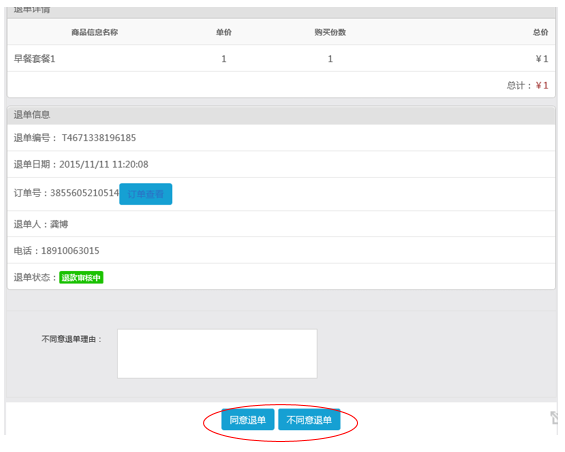 退单详情
商品信息名称 单价 购买份数 总价
早餐套餐1 1 1 ¥1
总计：¥1
退单信息
退单编号： T4671338196185
退单日期：2015/11/11 11:20:08
订单号：3855605210514 订单查看
退单人：龚博
电话：18910063015
退单状态：退款审核中
不同意退单理由：
同意退单 不同意退单